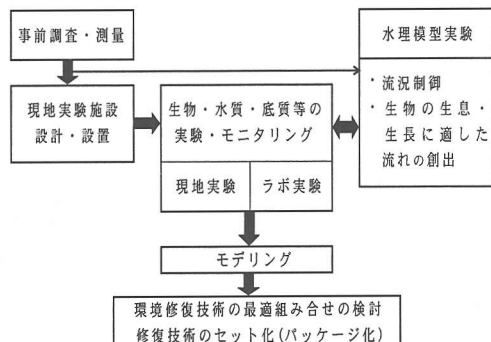 事前調査・測量
現地実験施設
設計・設置
生物・水質・底質等の
実験・モニタリング
現地実験
ラボ実験
水理模型実験
・流況制御
・生物の生息・
生長に適した
流れの創出
モデリング
環境修復技術の最適組み合せの検討
修復技術のセット化(パッケージ化)